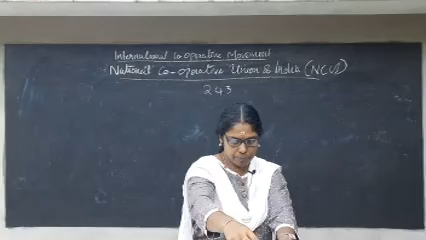 International Co-operative Movement
National Co-operative Union of India (NCUI)
243